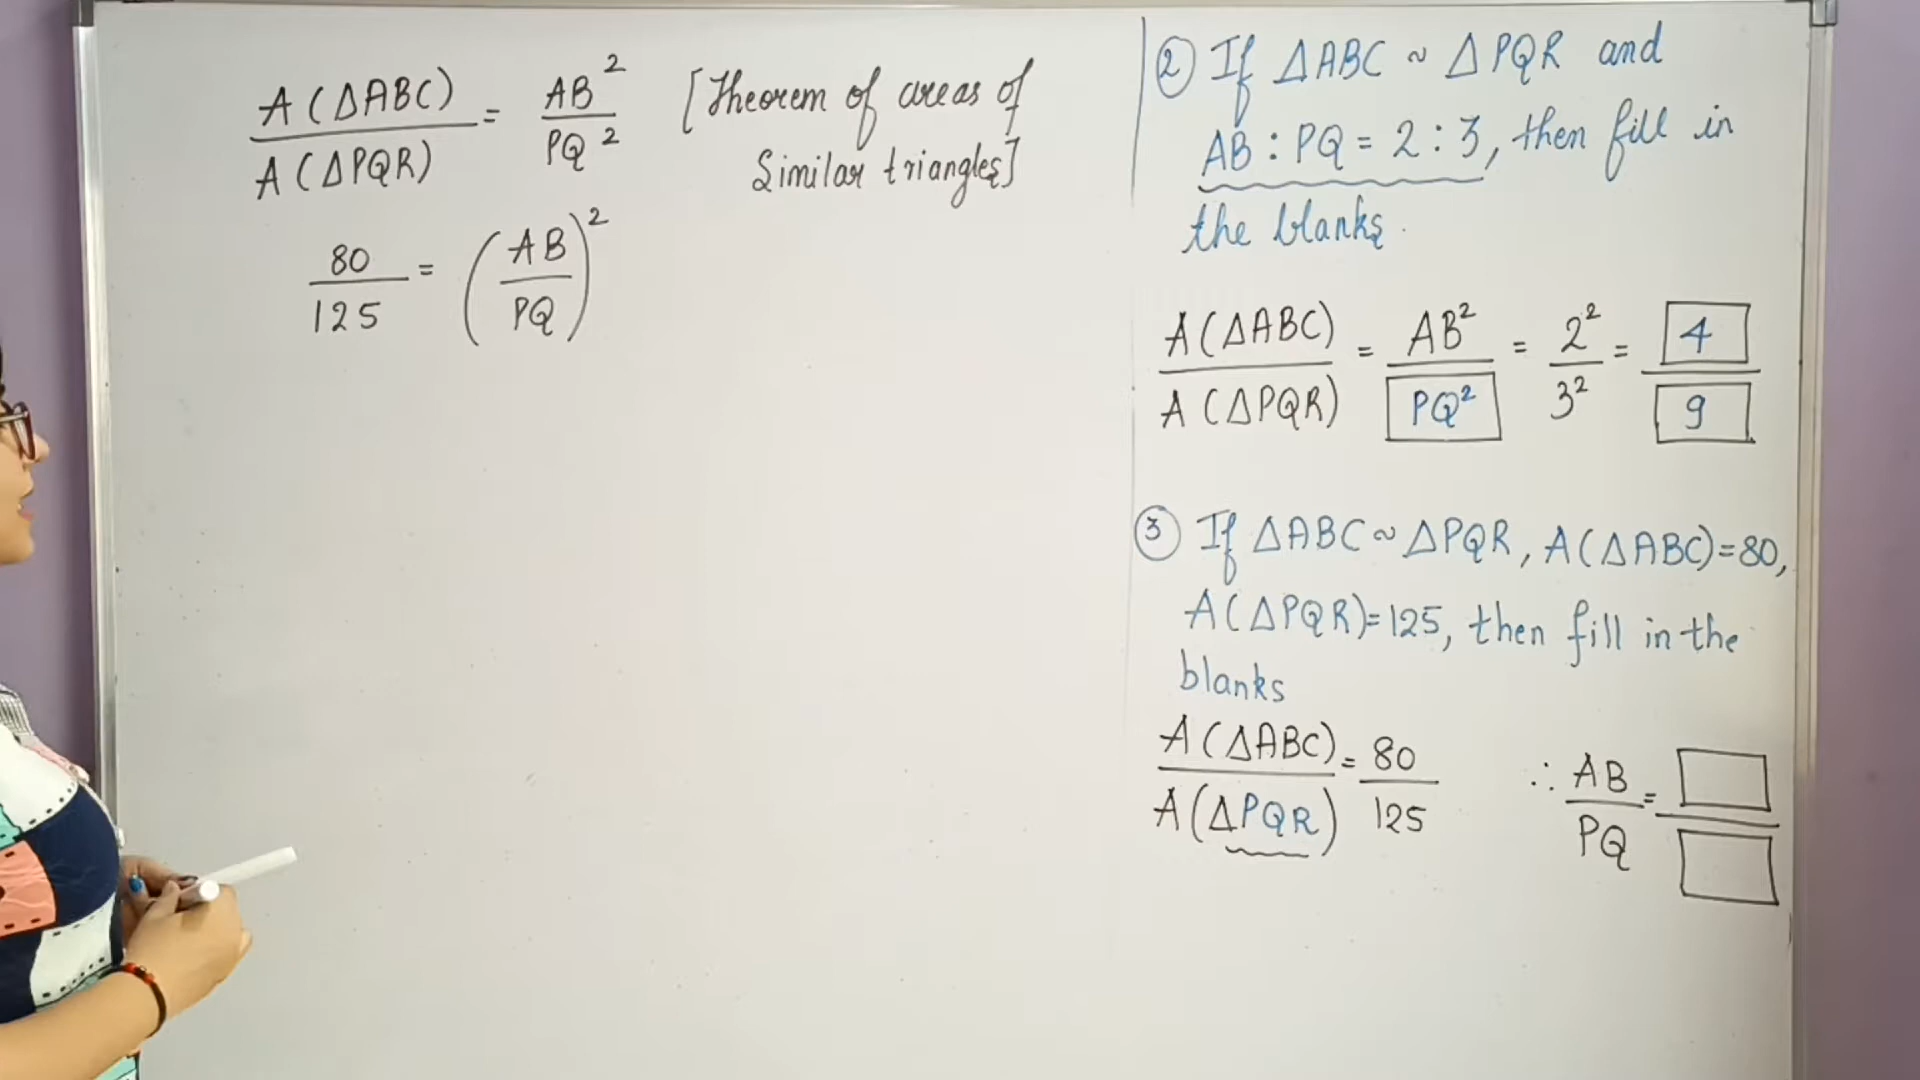 A(ΔABC) / A(ΔPQR) = AB² / PQ² [Theorem of areas of
Similar triangles]
80 / 125 = (AB / PQ)²
② If ΔABC ~ ΔPQR and
AB : PQ = 2 : 3, then fill in
the blanks.
A(ΔABC) / A(ΔPQR) = AB² / PQ² = 2² / 3² = 4 / 9
③ If ΔABC ~ ΔPQR, A(ΔABC)=80,
A(ΔPQR)=125, then fill in the
blanks
A(ΔABC) / A(ΔPQR) = 80 / 125 ∴ AB / PQ = □ / □